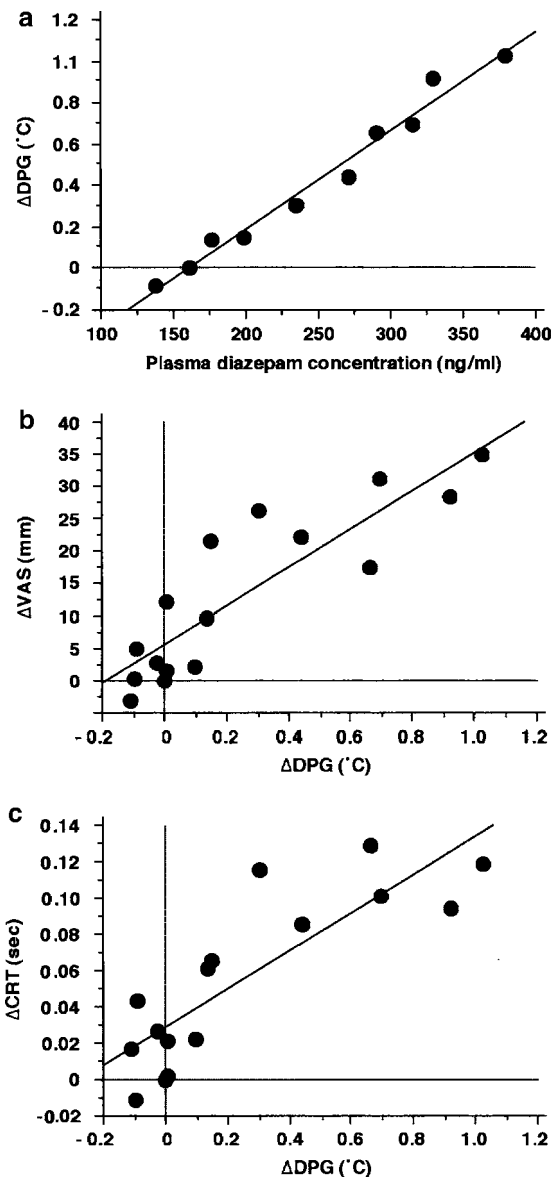 a
ΔDPG (˚C)
1.2
1.1
0.8
0.6
0.4
0.2
0
- 0.2
100 150 200 250 300 350 400
Plasma diazepam concentration (ng/ml)
b
ΔVAS (mm)
40
35
30
25
20
15
10
5
0
- 0.2 0 0.2 0.4 0.6 0.8 1.0 1.2
ΔDPG (˚C)
c
ΔCRT (sec)
0.14
0.12
0.10
0.08
0.06
0.04
0.02
0
-0.02
- 0.2 0 0.2 0.4 0.6 0.8 1.0 1.2
ΔDPG (˚C)